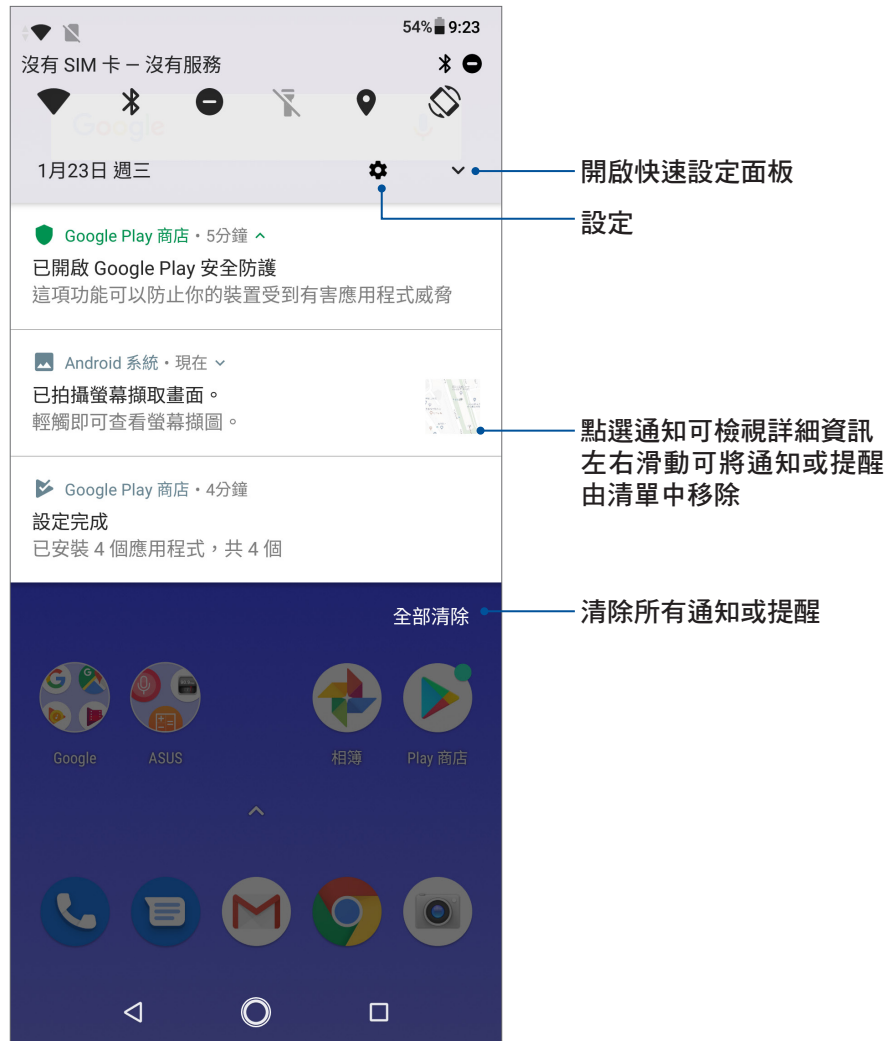 54% 9:23
沒有 SIM 卡 — 沒有服務
Google
1月23日 週三
開啟快速設定面板
設定
Google Play 商店 • 5分鐘
已開啟 Google Play 安全防護
這項功能可以防止你的裝置受到有害應用程式威脅
Android 系統 • 現在
已拍攝螢幕擷取畫面。
輕觸即可查看螢幕擷圖。
點選通知可檢視詳細資訊
左右滑動可將通知或提醒
由清單中移除
Google Play 商店 • 4分鐘
設定完成
已安裝 4 個應用程式，共 4 個
全部清除
清除所有通知或提醒
Google
ASUS
相簿
Play 商店